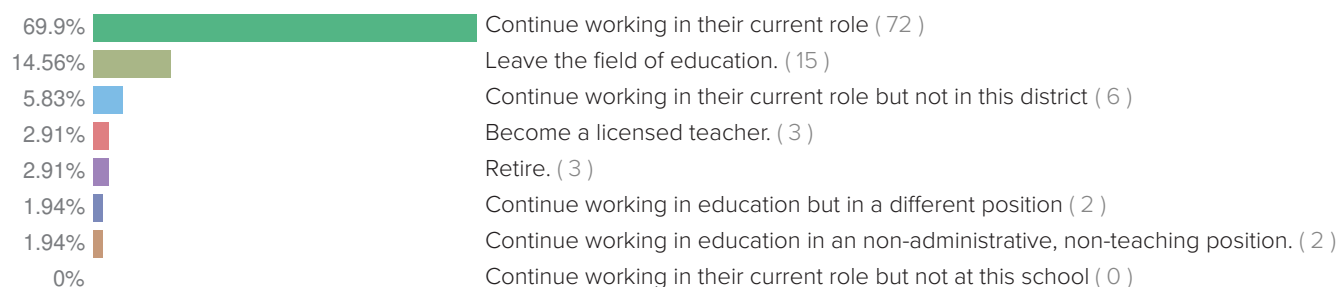 69.9% Continue working in their current role ( 72 )
14.56% Leave the field of education. ( 15 )
5.83% Continue working in their current role but not in this district ( 6 )
2.91% Become a licensed teacher. ( 3 )
2.91% Retire. ( 3 )
1.94% Continue working in education but in a different position ( 2 )
1.94% Continue working in education in an non-administrative, non-teaching position. ( 2 )
0% Continue working in their current role but not at this school ( 0 )